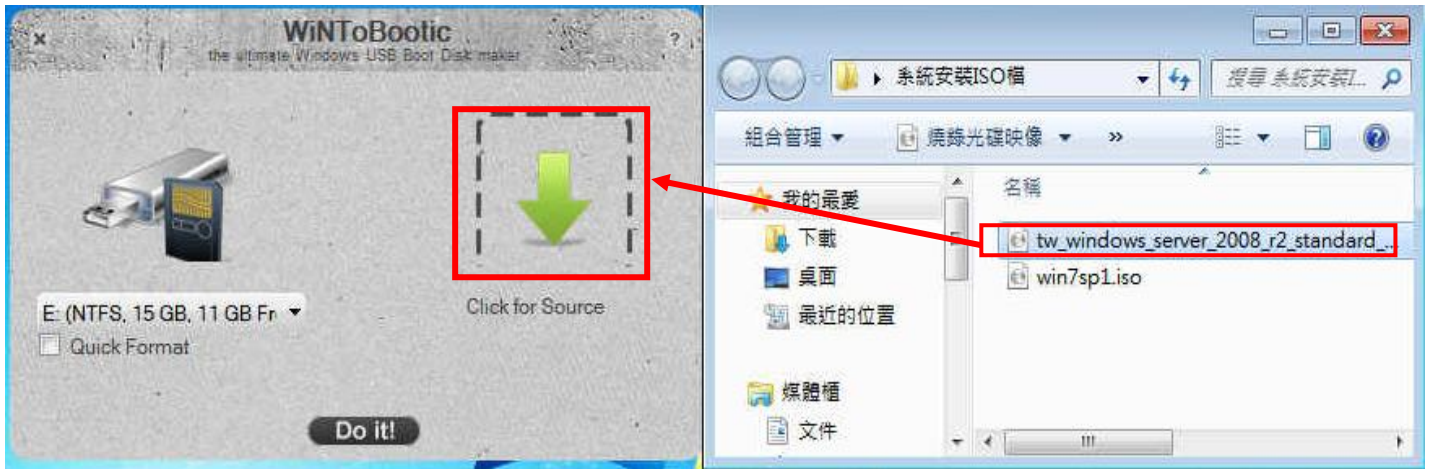 WiNToBootic
the ultimate Windows USB Boot Disk maker
?
E: (NTFS, 15 GB, 11 GB Fr
Quick Format
Click for Source
Do it!
系統安裝ISO檔
搜尋 系統安裝I...
組合管理
燒錄光碟映像
»
我的最愛
下載
桌面
最近的位置
媒體櫃
文件
名稱
tw_windows_server_2008_r2_standard_...
win7sp1.iso